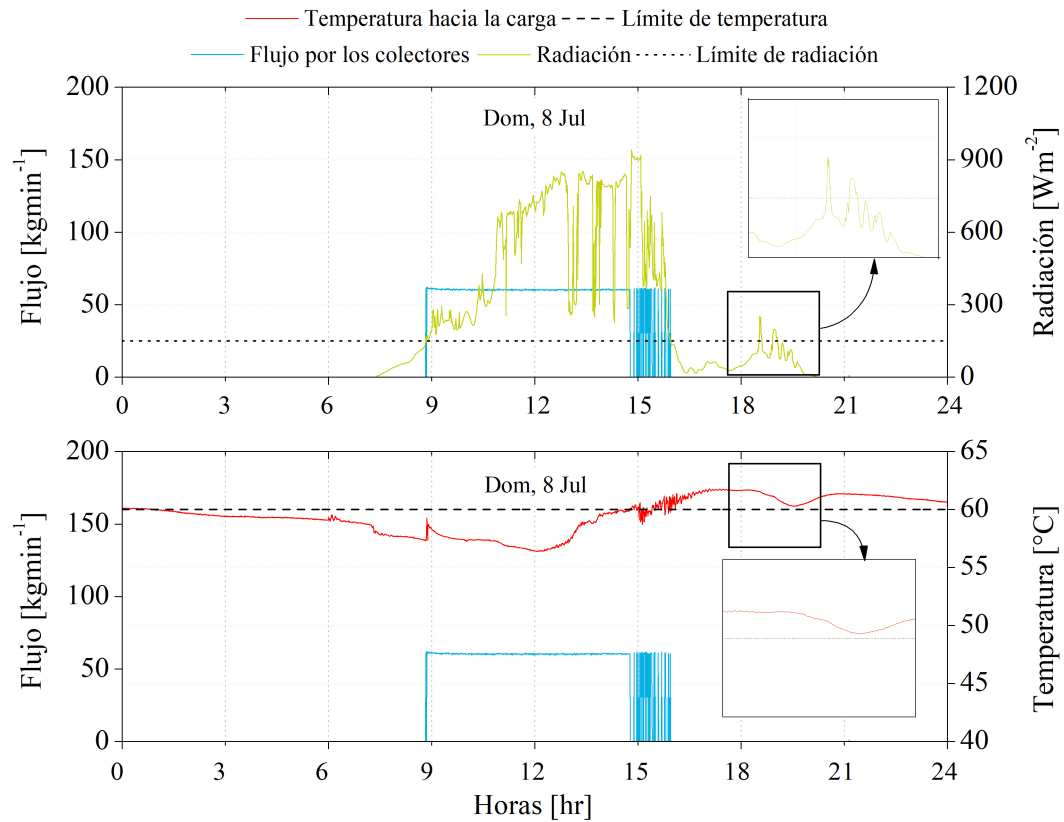 Temperatura hacia la carga Límite de temperatura
Flujo por los colectores Radiación Límite de radiación
200 1200
Dom, 8 Jul
150 900
100 600
50 300
0 0
Flujo [kgmin⁻¹]
Radiación [Wm⁻²]
0 3 6 9 12 15 18 21 24
200 65
Dom, 8 Jul
60
150
55
100
50
50
45
0 40
Flujo [kgmin⁻¹]
Temperatura [°C]
0 3 6 9 12 15 18 21 24
Horas [hr]